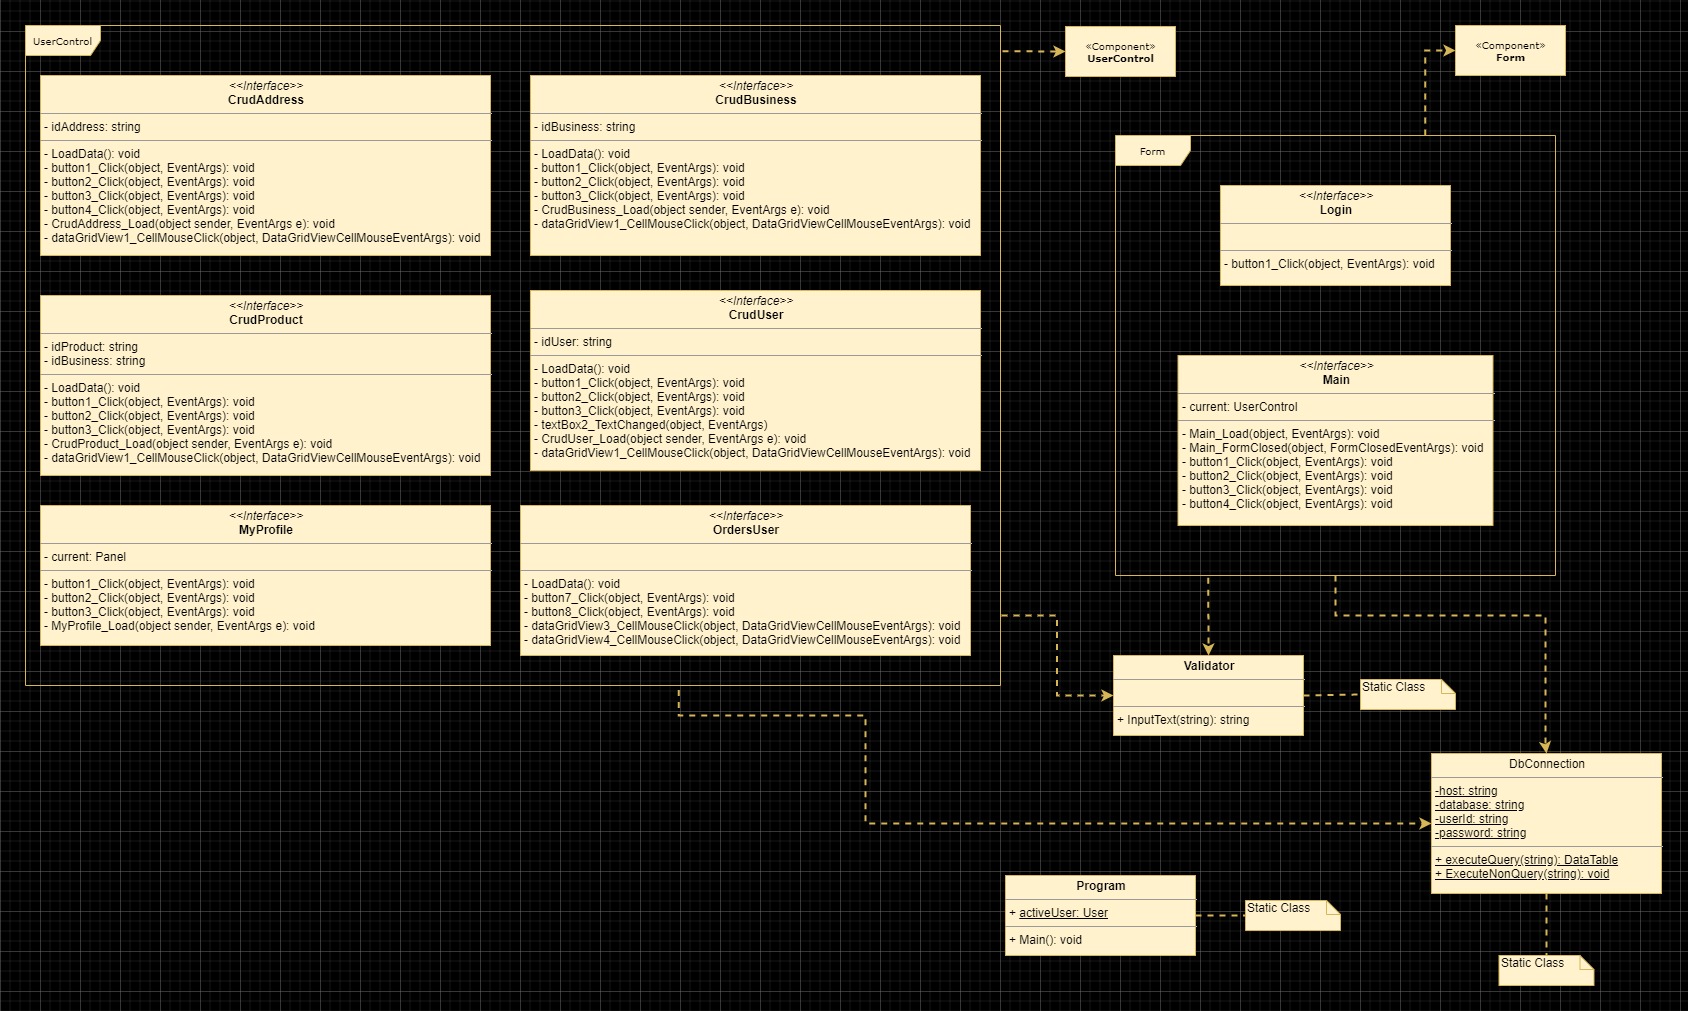 UserControl
<<Interface>>
CrudAddress
- idAddress: string
- LoadData(): void
- button1_Click(object, EventArgs): void
- button2_Click(object, EventArgs): void
- button3_Click(object, EventArgs): void
- button4_Click(object, EventArgs): void
- CrudAddress_Load(object sender, EventArgs e): void
- dataGridView1_CellMouseClick(object, DataGridViewCellMouseEventArgs): void
<<Interface>>
CrudBusiness
- idBusiness: string
- LoadData(): void
- button1_Click(object, EventArgs): void
- button2_Click(object, EventArgs): void
- button3_Click(object, EventArgs): void
- CrudBusiness_Load(object sender, EventArgs e): void
- dataGridView1_CellMouseClick(object, DataGridViewCellMouseEventArgs): void
<<Interface>>
CrudProduct
- idProduct: string
- idBusiness: string
- LoadData(): void
- button1_Click(object, EventArgs): void
- button2_Click(object, EventArgs): void
- button3_Click(object, EventArgs): void
- CrudProduct_Load(object sender, EventArgs e): void
- dataGridView1_CellMouseClick(object, DataGridViewCellMouseEventArgs): void
<<Interface>>
CrudUser
- idUser: string
- LoadData(): void
- button1_Click(object, EventArgs): void
- button2_Click(object, EventArgs): void
- button3_Click(object, EventArgs): void
- textBox2_TextChanged(object, EventArgs)
- CrudUser_Load(object sender, EventArgs e): void
- dataGridView1_CellMouseClick(object, DataGridViewCellMouseEventArgs): void
<<Interface>>
MyProfile
- current: Panel
- button1_Click(object, EventArgs): void
- button2_Click(object, EventArgs): void
- button3_Click(object, EventArgs): void
- MyProfile_Load(object sender, EventArgs e): void
<<Interface>>
OrdersUser
- LoadData(): void
- button7_Click(object, EventArgs): void
- button8_Click(object, EventArgs): void
- dataGridView3_CellMouseClick(object, DataGridViewCellMouseEventArgs): void
- dataGridView4_CellMouseClick(object, DataGridViewCellMouseEventArgs): void
«Component»
UserControl
«Component»
Form
Form
<<Interface>>
Login
- button1_Click(object, EventArgs): void
<<Interface>>
Main
- current: UserControl
- Main_Load(object, EventArgs): void
- Main_FormClosed(object, FormClosedEventArgs): void
- button1_Click(object, EventArgs): void
- button2_Click(object, EventArgs): void
- button3_Click(object, EventArgs): void
- button4_Click(object, EventArgs): void
Validator
+ InputText(string): string
Static Class
DbConnection
-host: string
-database: string
-userId: string
-password: string
+ executeQuery(string): DataTable
+ ExecuteNonQuery(string): void
Static Class
Program
+ activeUser: User
+ Main(): void
Static Class